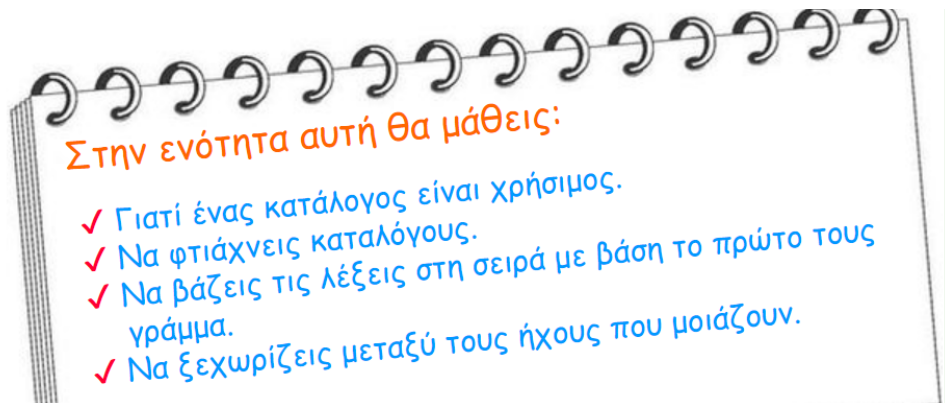 Στην ενότητα αυτή θα μάθεις:
✓ Γιατί ένας κατάλογος είναι χρήσιμος.
✓ Να φτιάχνεις καταλόγους.
✓ Να βάζεις τις λέξεις στη σειρά με βάση το πρώτο τους
γράμμα.
✓ Να ξεχωρίζεις μεταξύ τους ήχους που μοιάζουν.